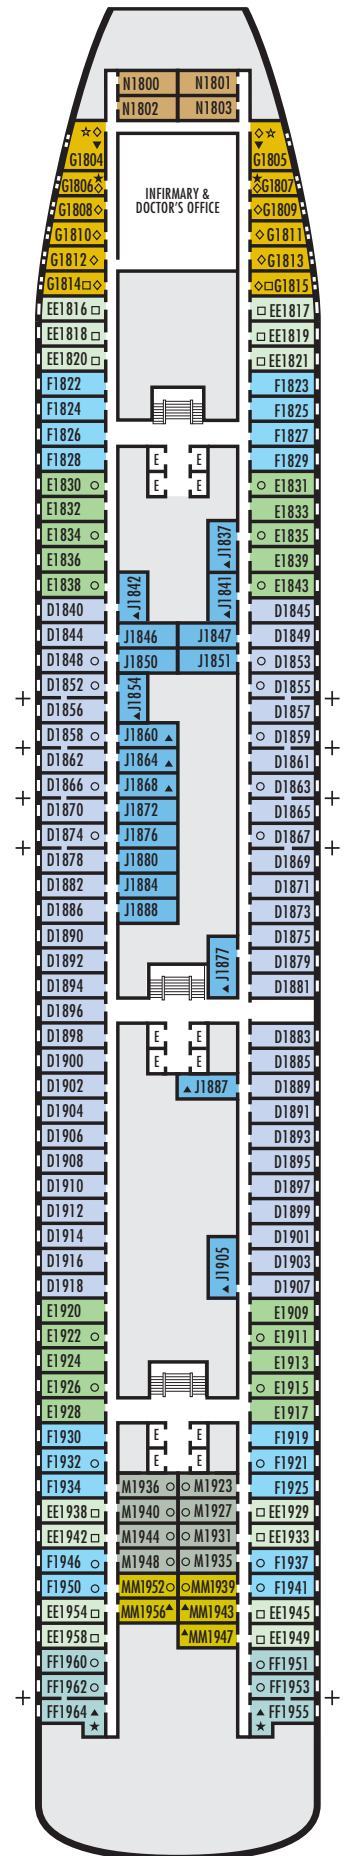 N1800 N1801
N1802 N1803
G1804 G1805
G1806 INFIRMARY & G1807
G1808 DOCTOR'S OFFICE G1809
G1810 G1811
G1812 G1813
G1814 G1815
EE1816 EE1817
EE1818 EE1819
EE1820 EE1821
F1822 F1823
F1824 F1825
F1826 F1827
F1828 E E F1829
E1830 E E E1831
E1832 E1833
E1834 J1837 E1835
E1836 E1839
E1838 J1842 J1841 E1843
D1840 D1845
D1844 J1846 J1847 D1849
D1848 J1850 J1851 D1853
D1852 J1854 D1855
D1856 D1857
D1858 J1860 D1859
D1862 J1864 D1861
D1866 J1868 D1863
D1870 J1872 D1865
D1874 J1876 D1867
D1878 J1880 D1869
D1882 J1884 D1871
D1886 J1888 D1873
D1890 D1875
D1892 J1877 D1879
D1894 D1881
D1896
D1898 E E D1883
D1900 E E D1885
D1902 J1887 D1889
D1904 D1891
D1906 D1893
D1908 D1895
D1910 D1897
D1912 D1899
D1914 D1901
D1916 J1905 D1903
D1918 D1907
E1920 E1909
E1922 E1911
E1924 E1913
E1926 E1915
E1928 E1917
F1930 E E F1919
F1932 E E F1921
F1934 M1936 M1923 F1925
EE1938 M1940 M1927 EE1929
EE1942 M1944 M1931 EE1933
F1946 M1948 M1935 F1937
F1950 MM1952 MM1939 F1941
EE1954 MM1956 MM1943 EE1945
EE1958 MM1947 EE1949
FF1960 FF1951
FF1962 FF1953
FF1964 FF1955